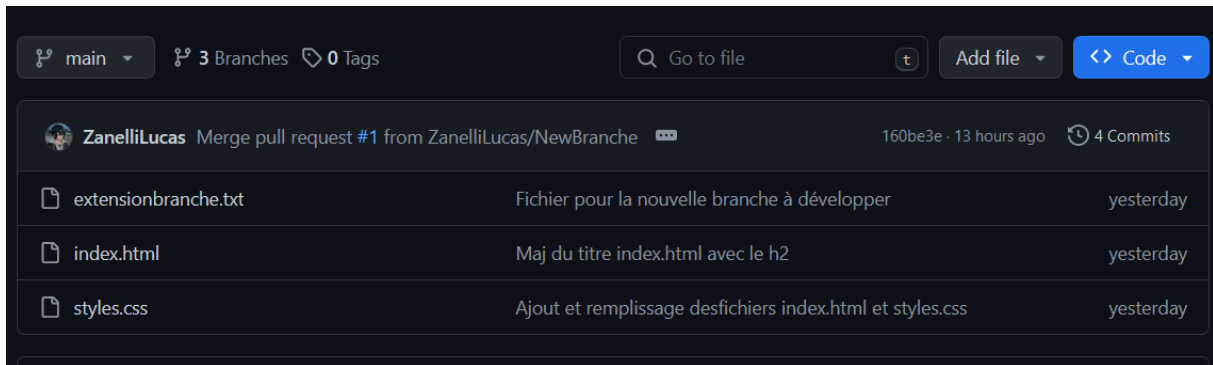 main 3 Branches 0 Tags Go to file t Add file <> Code
ZanelliLucas Merge pull request #1 from ZanelliLucas/NewBranche 160be3e · 13 hours ago 4 Commits
extensionbranche.txt Fichier pour la nouvelle branche à développer yesterday
index.html Maj du titre index.html avec le h2 yesterday
styles.css Ajout et remplissage desfichiers index.html et styles.css yesterday